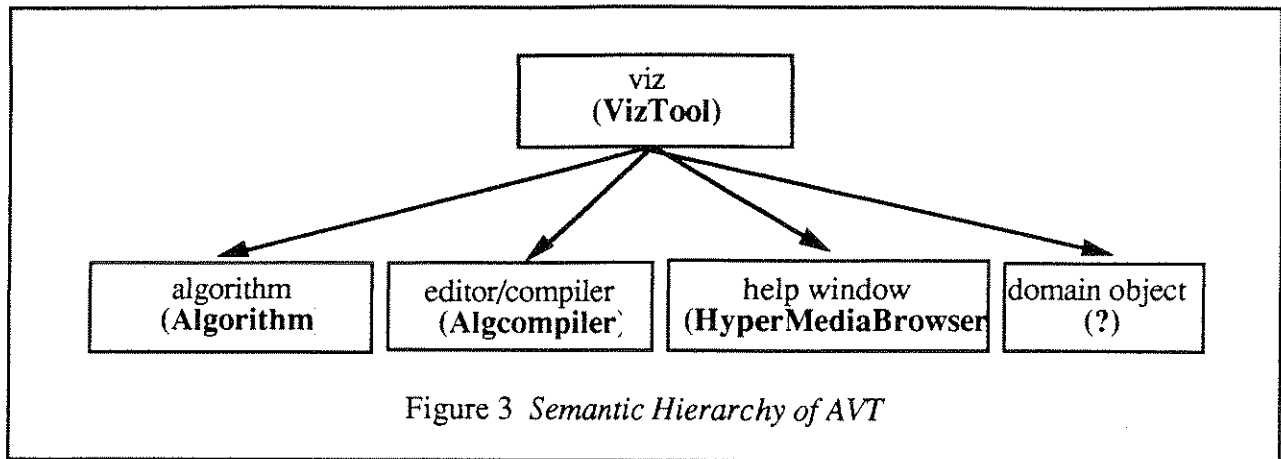 viz
(VizTool)
algorithm
(Algorithm
editor/compiler
(Algcompiler)
help window
(HyperMediaBrowser
domain object
(?)
Figure 3 Semantic Hierarchy of AVT